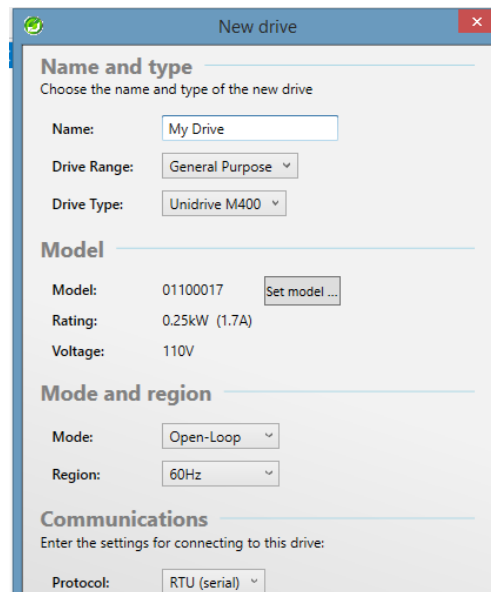 New drive
Name and type
Choose the name and type of the new drive
Name: My Drive
Drive Range: General Purpose
Drive Type: Unidrive M400
Model
Model: 01100017 Set model ...
Rating: 0.25kW (1.7A)
Voltage: 110V
Mode and region
Mode: Open-Loop
Region: 60Hz
Communications
Enter the settings for connecting to this drive:
Protocol: RTU (serial)